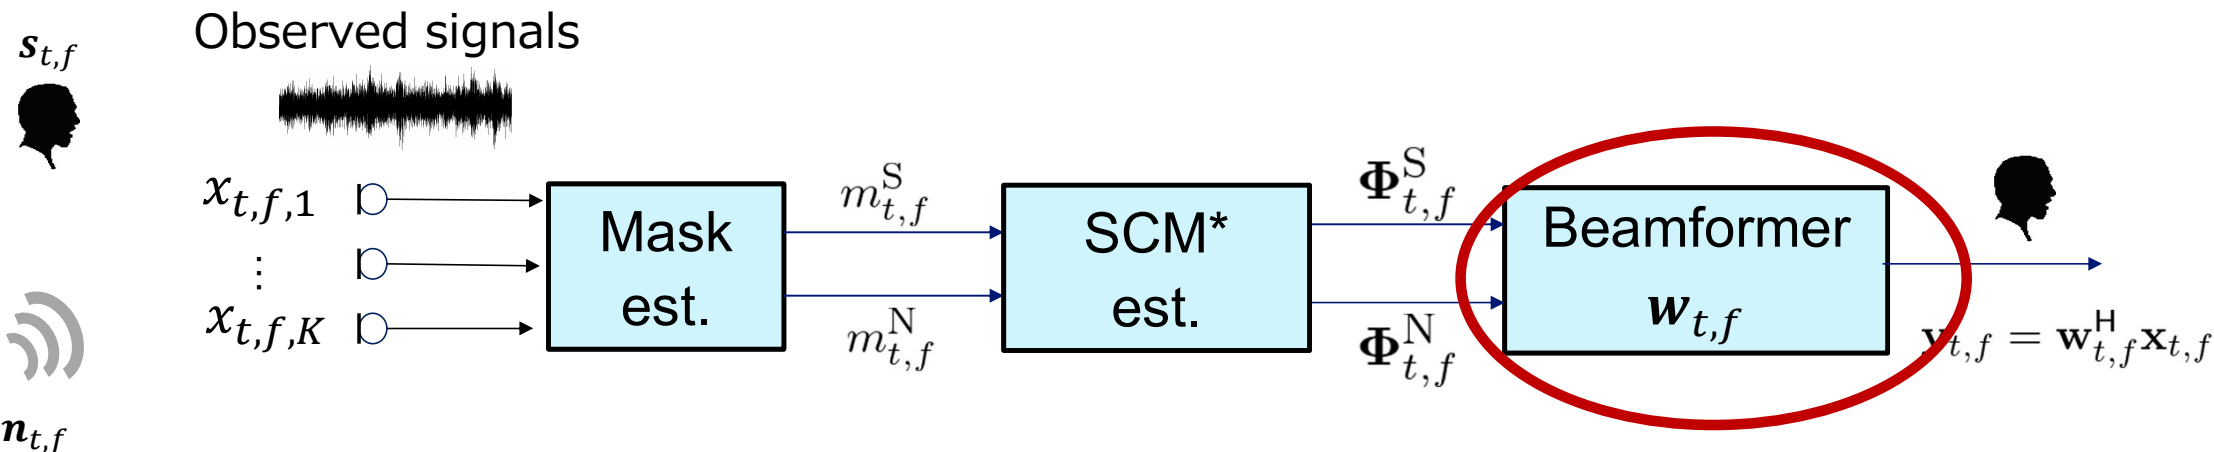 Observed signals
𝒔_{t,f}
x_{t,f,1}
⋮
x_{t,f,K}
𝒏_{t,f}
Mask
est.
m^S_{t,f}
m^N_{t,f}
SCM*
est.
Φ^S_{t,f}
Φ^N_{t,f}
Beamformer
𝒘_{t,f}
𝐲_{t,f} = 𝐰^H_{t,f} 𝐱_{t,f}